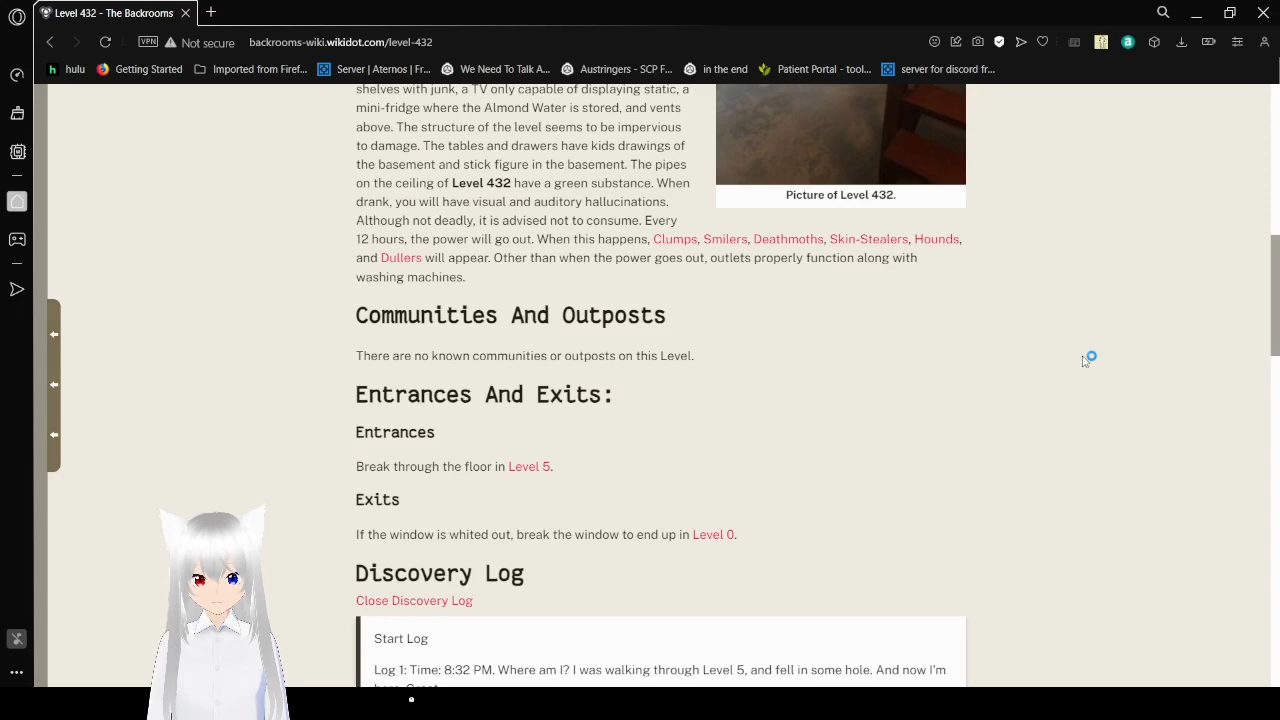 Level 432 - The Backrooms
VPN Not secure backrooms-wiki.wikidot.com/level-432
hulu Getting Started Imported from Firef... Server | Aternos | Fr... We Need To Talk A... Austringers - SCP F... in the end Patient Portal - tool... server for discord fr...
shelves with junk, a TV only capable of displaying static, a
mini-fridge where the Almond Water is stored, and vents
above. The structure of the level seems to be impervious
to damage. The tables and drawers have kids drawings of
the basement and stick figure in the basement. The pipes
on the ceiling of Level 432 have a green substance. When
drank, you will have visual and auditory hallucinations.
Although not deadly, it is advised not to consume. Every
12 hours, the power will go out. When this happens, Clumps, Smilers, Deathmoths, Skin-Stealers, Hounds,
and Dullers will appear. Other than when the power goes out, outlets properly function along with
washing machines.
Picture of Level 432.
Communities And Outposts
There are no known communities or outposts on this Level.
Entrances And Exits:
Entrances
Break through the floor in Level 5.
Exits
If the window is whited out, break the window to end up in Level 0.
Discovery Log
Close Discovery Log
Start Log
Log 1: Time: 8:32 PM. Where am I? I was walking through Level 5, and fell in some hole. And now I'm